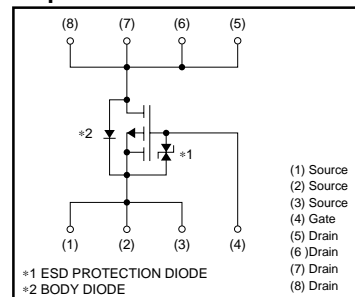 (8) (7) (6) (5)
∗2
∗1
(1) (2) (3) (4)
(1) Source
(2) Source
(3) Source
(4) Gate
(5) Drain
(6 )Drain
(7) Drain
(8) Drain
∗1 ESD PROTECTION DIODE
∗2 BODY DIODE